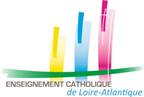 ENSEIGNEMENT CATHOLIQUE
de Loire-Atlantique